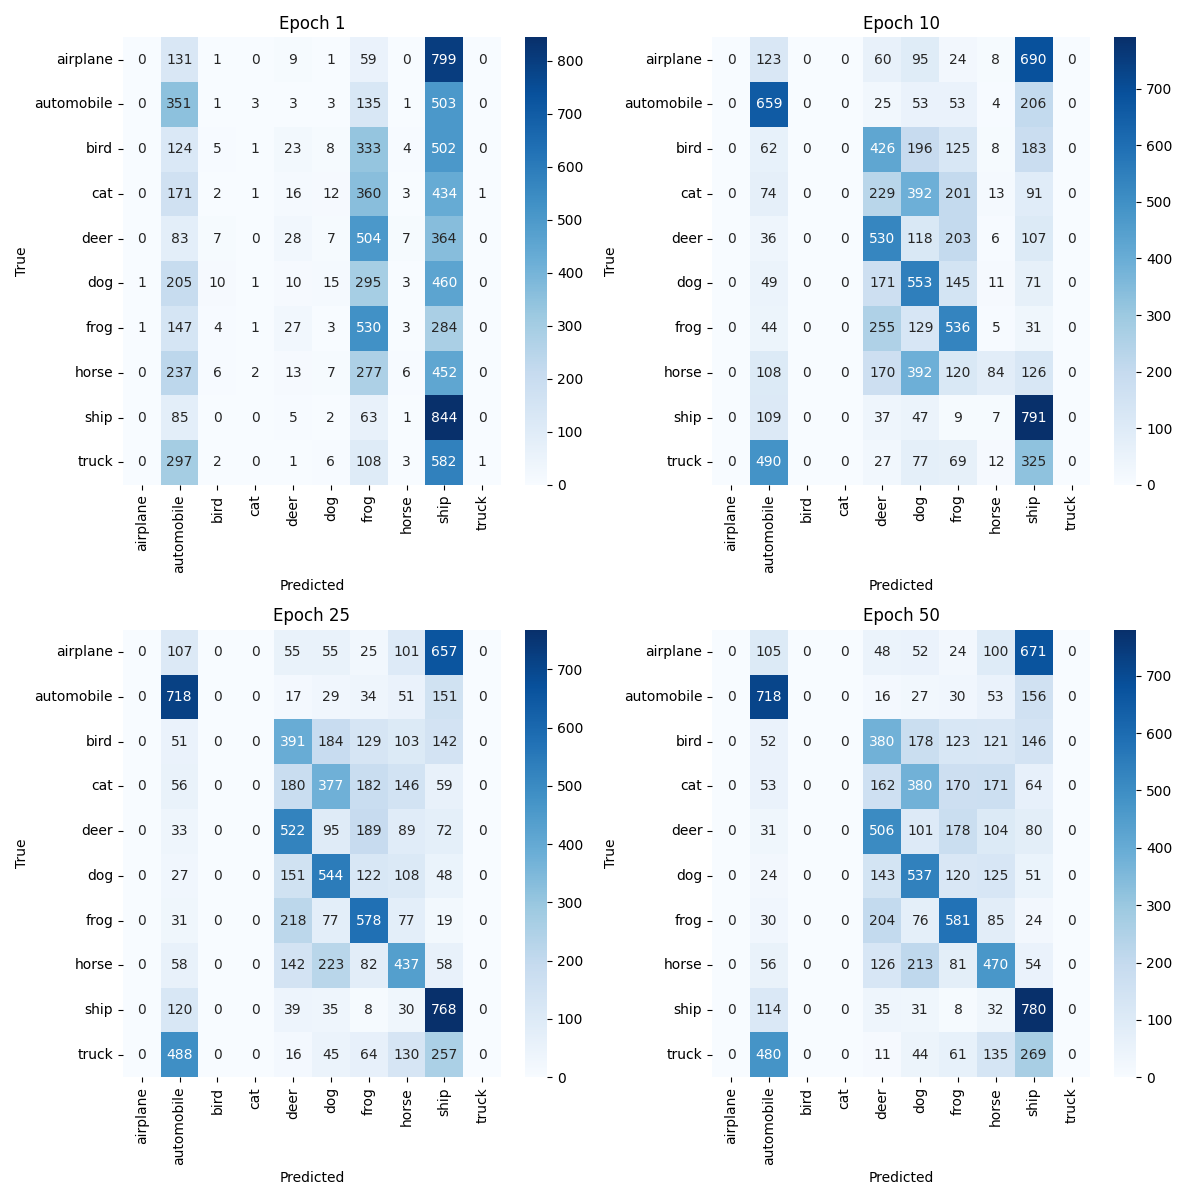 Epoch 1
airplane 0 131 1 0 9 1 59 0 799 0
automobile 0 351 1 3 3 3 135 1 503 0
bird 0 124 5 1 23 8 333 4 502 0
cat 0 171 2 1 16 12 360 3 434 1
deer 0 83 7 0 28 7 504 7 364 0
dog 1 205 10 1 10 15 295 3 460 0
frog 1 147 4 1 27 3 530 3 284 0
horse 0 237 6 2 13 7 277 6 452 0
ship 0 85 0 0 5 2 63 1 844 0
truck 0 297 2 0 1 6 108 3 582 1
airplane automobile bird cat deer dog frog horse ship truck
True
Predicted
800
700
600
500
400
300
200
100
0
Epoch 10
airplane 0 123 0 0 60 95 24 8 690 0
automobile 0 659 0 0 25 53 53 4 206 0
bird 0 62 0 0 426 196 125 8 183 0
cat 0 74 0 0 229 392 201 13 91 0
deer 0 36 0 0 530 118 203 6 107 0
dog 0 49 0 0 171 553 145 11 71 0
frog 0 44 0 0 255 129 536 5 31 0
horse 0 108 0 0 170 392 120 84 126 0
ship 0 109 0 0 37 47 9 7 791 0
truck 0 490 0 0 27 77 69 12 325 0
airplane automobile bird cat deer dog frog horse ship truck
True
Predicted
700
600
500
400
300
200
100
0
Epoch 25
airplane 0 107 0 0 55 55 25 101 657 0
automobile 0 718 0 0 17 29 34 51 151 0
bird 0 51 0 0 391 184 129 103 142 0
cat 0 56 0 0 180 377 182 146 59 0
deer 0 33 0 0 522 95 189 89 72 0
dog 0 27 0 0 151 544 122 108 48 0
frog 0 31 0 0 218 77 578 77 19 0
horse 0 58 0 0 142 223 82 437 58 0
ship 0 120 0 0 39 35 8 30 768 0
truck 0 488 0 0 16 45 64 130 257 0
airplane automobile bird cat deer dog frog horse ship truck
True
Predicted
700
600
500
400
300
200
100
0
Epoch 50
airplane 0 105 0 0 48 52 24 100 671 0
automobile 0 718 0 0 16 27 30 53 156 0
bird 0 52 0 0 380 178 123 121 146 0
cat 0 53 0 0 162 380 170 171 64 0
deer 0 31 0 0 506 101 178 104 80 0
dog 0 24 0 0 143 537 120 125 51 0
frog 0 30 0 0 204 76 581 85 24 0
horse 0 56 0 0 126 213 81 470 54 0
ship 0 114 0 0 35 31 8 32 780 0
truck 0 480 0 0 11 44 61 135 269 0
airplane automobile bird cat deer dog frog horse ship truck
True
Predicted
700
600
500
400
300
200
100
0